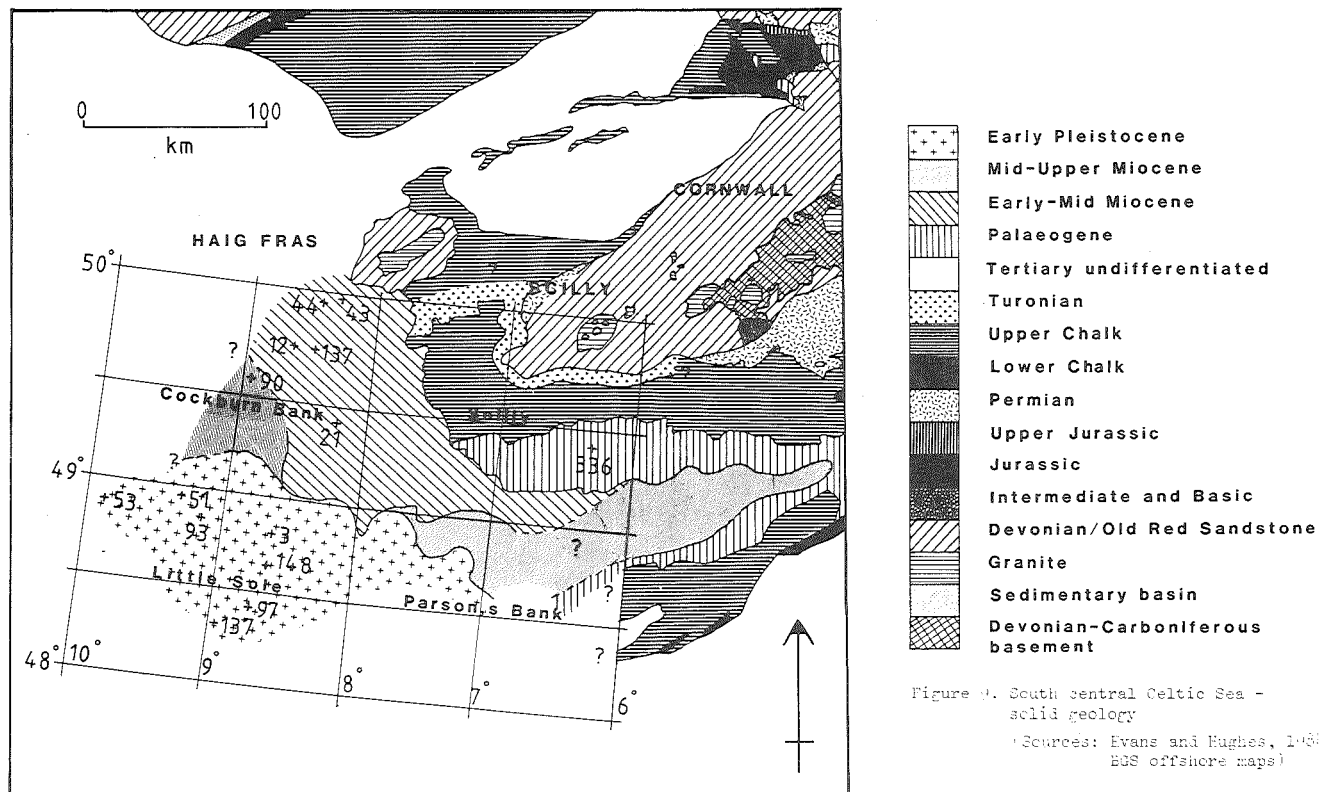 0 100
km
CORNWALL
HAIG FRAS
50°
SCILLY
44 43
?
12 137
90
Cockburn Bank
21
336
?
49°
53 51
93 3
?
148
Little Sole
Parson's Bank
97
?
137
?
48° 10°
9°
8°
7°
6°
Early Pleistocene
Mid-Upper Miocene
Early-Mid Miocene
Palaeogene
Tertiary undifferentiated
Turonian
Upper Chalk
Lower Chalk
Permian
Upper Jurassic
Jurassic
Intermediate and Basic
Devonian/Old Red Sandstone
Granite
Sedimentary basin
Devonian-Carboniferous
basement
Figure South central Celtic Sea -
solid geology
Sources: Evans and Hughes,
BGS offshore maps)